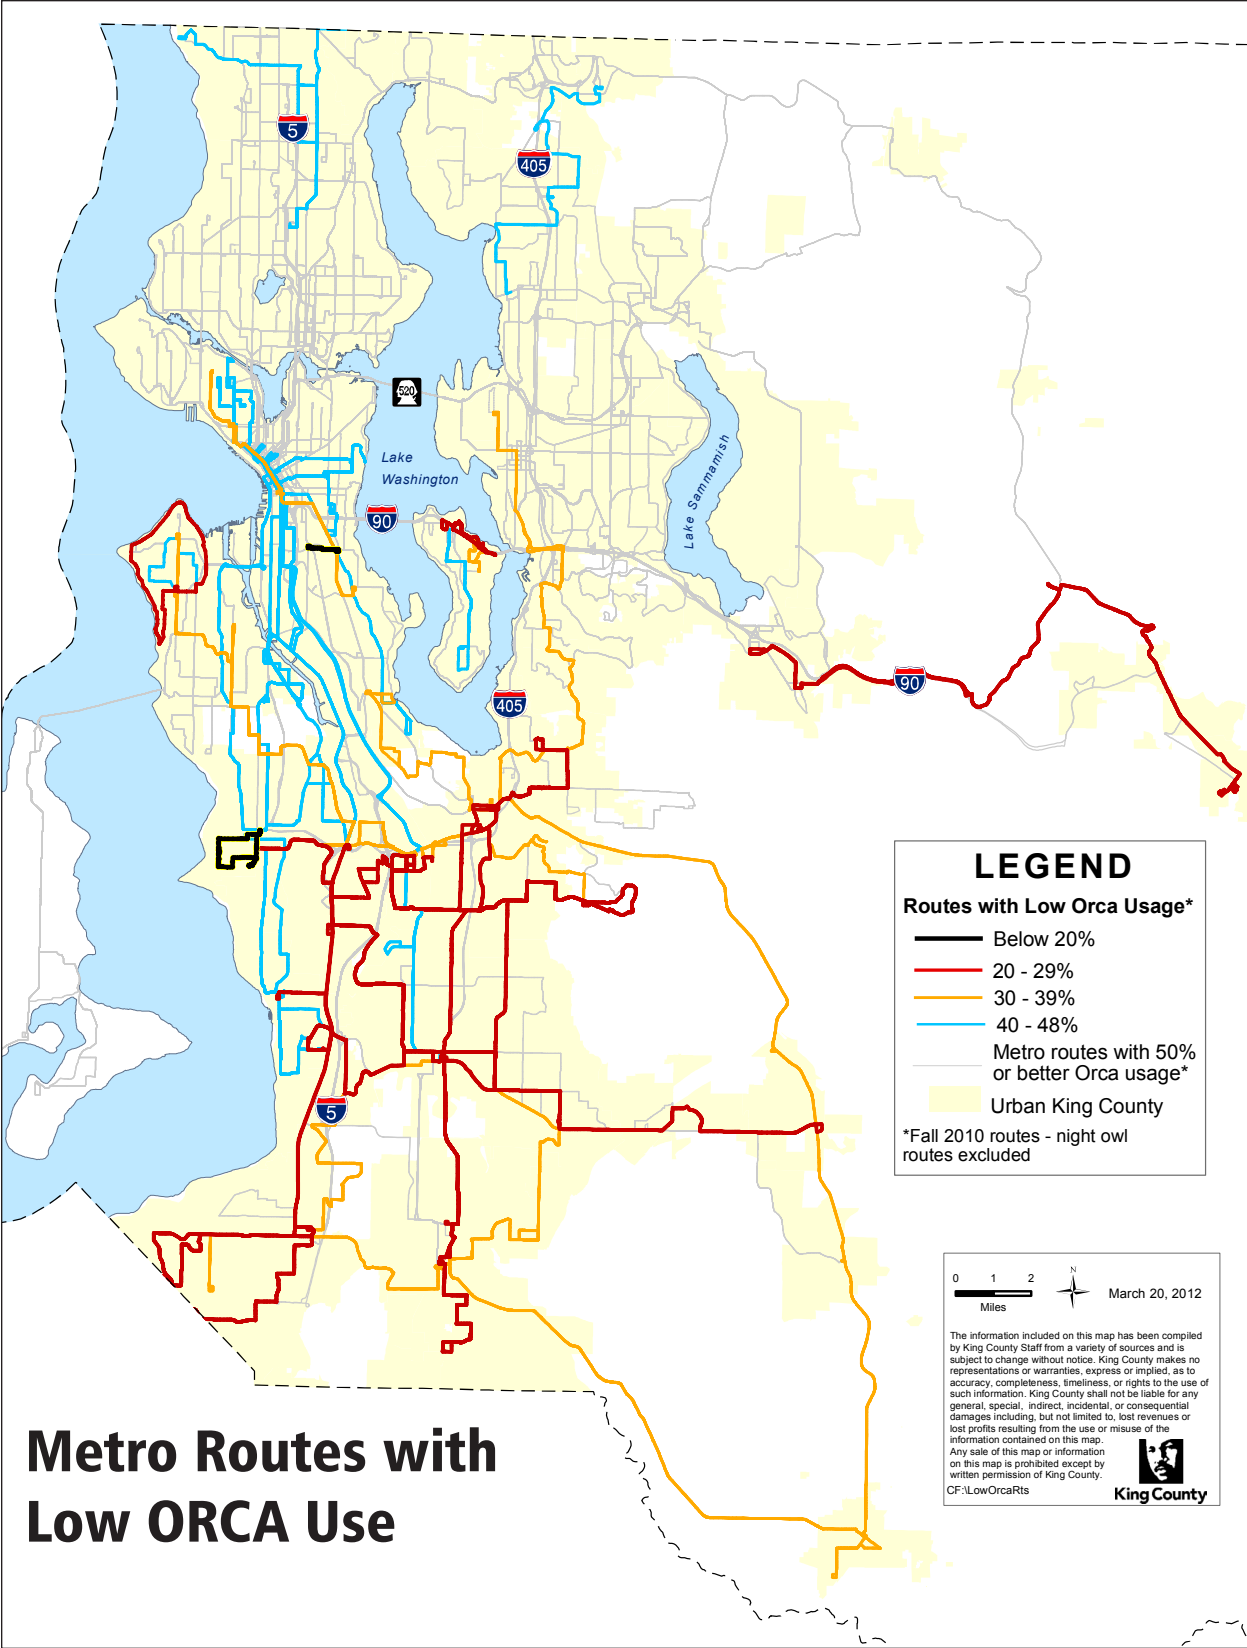 5
405
520
Lake
Washington
90
Lake Sammamish
405
90
5
LEGEND
Routes with Low Orca Usage*
Below 20%
20 - 29%
30 - 39%
40 - 48%
Metro routes with 50%
or better Orca usage*
Urban King County
*Fall 2010 routes - night owl
routes excluded
0 1 2
Miles
N
March 20, 2012
The information included on this map has been compiled
by King County Staff from a variety of sources and is
subject to change without notice. King County makes no
representations or warranties, express or implied, as to
accuracy, completeness, timeliness, or rights to the use of
such information. King County shall not be liable for any
general, special, indirect, incidental, or consequential
damages including, but not limited to, lost revenues or
lost profits resulting from the use or misuse of the
information contained on this map.
Any sale of this map or information
on this map is prohibited except by
written permission of King County.
CF:\LowOrcaRts
King County
Metro Routes with
Low ORCA Use